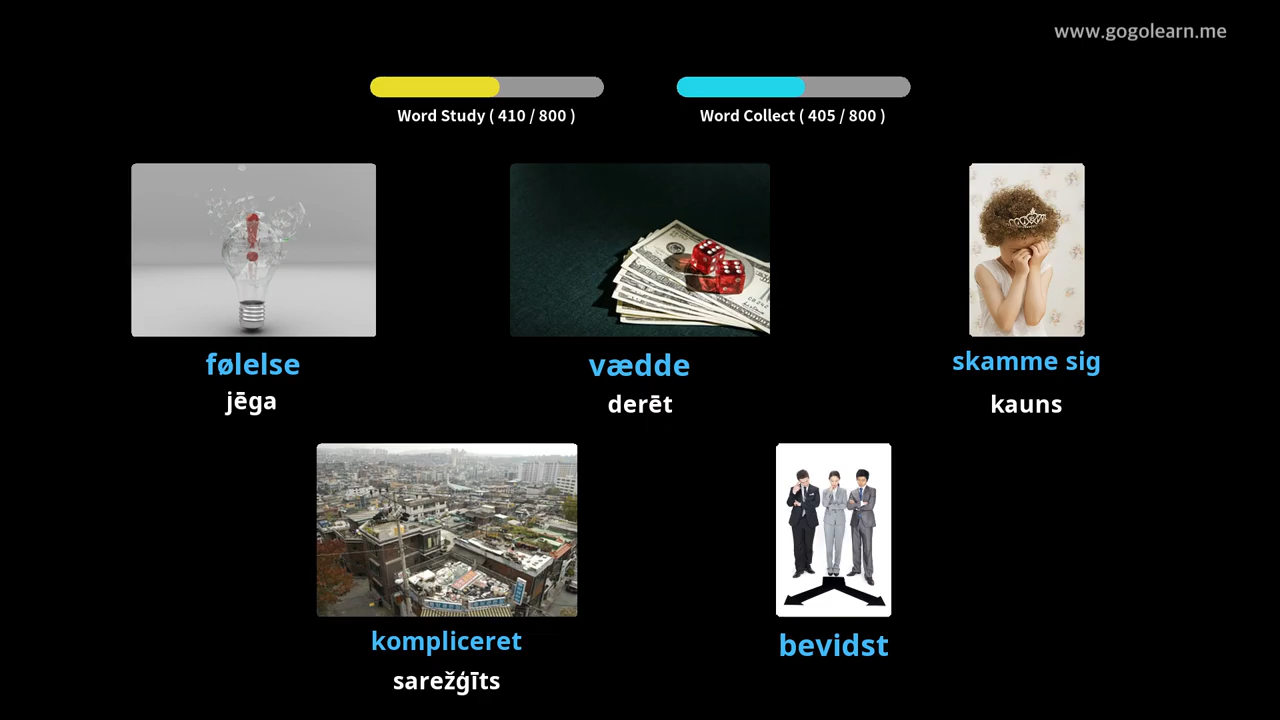 www.gogolearn.me
Word Study ( 410 / 800 )
Word Collect ( 405 / 800 )
følelse
jēga
vædde
derēt
skamme sig
kauns
kompliceret
sarežģīts
bevidst